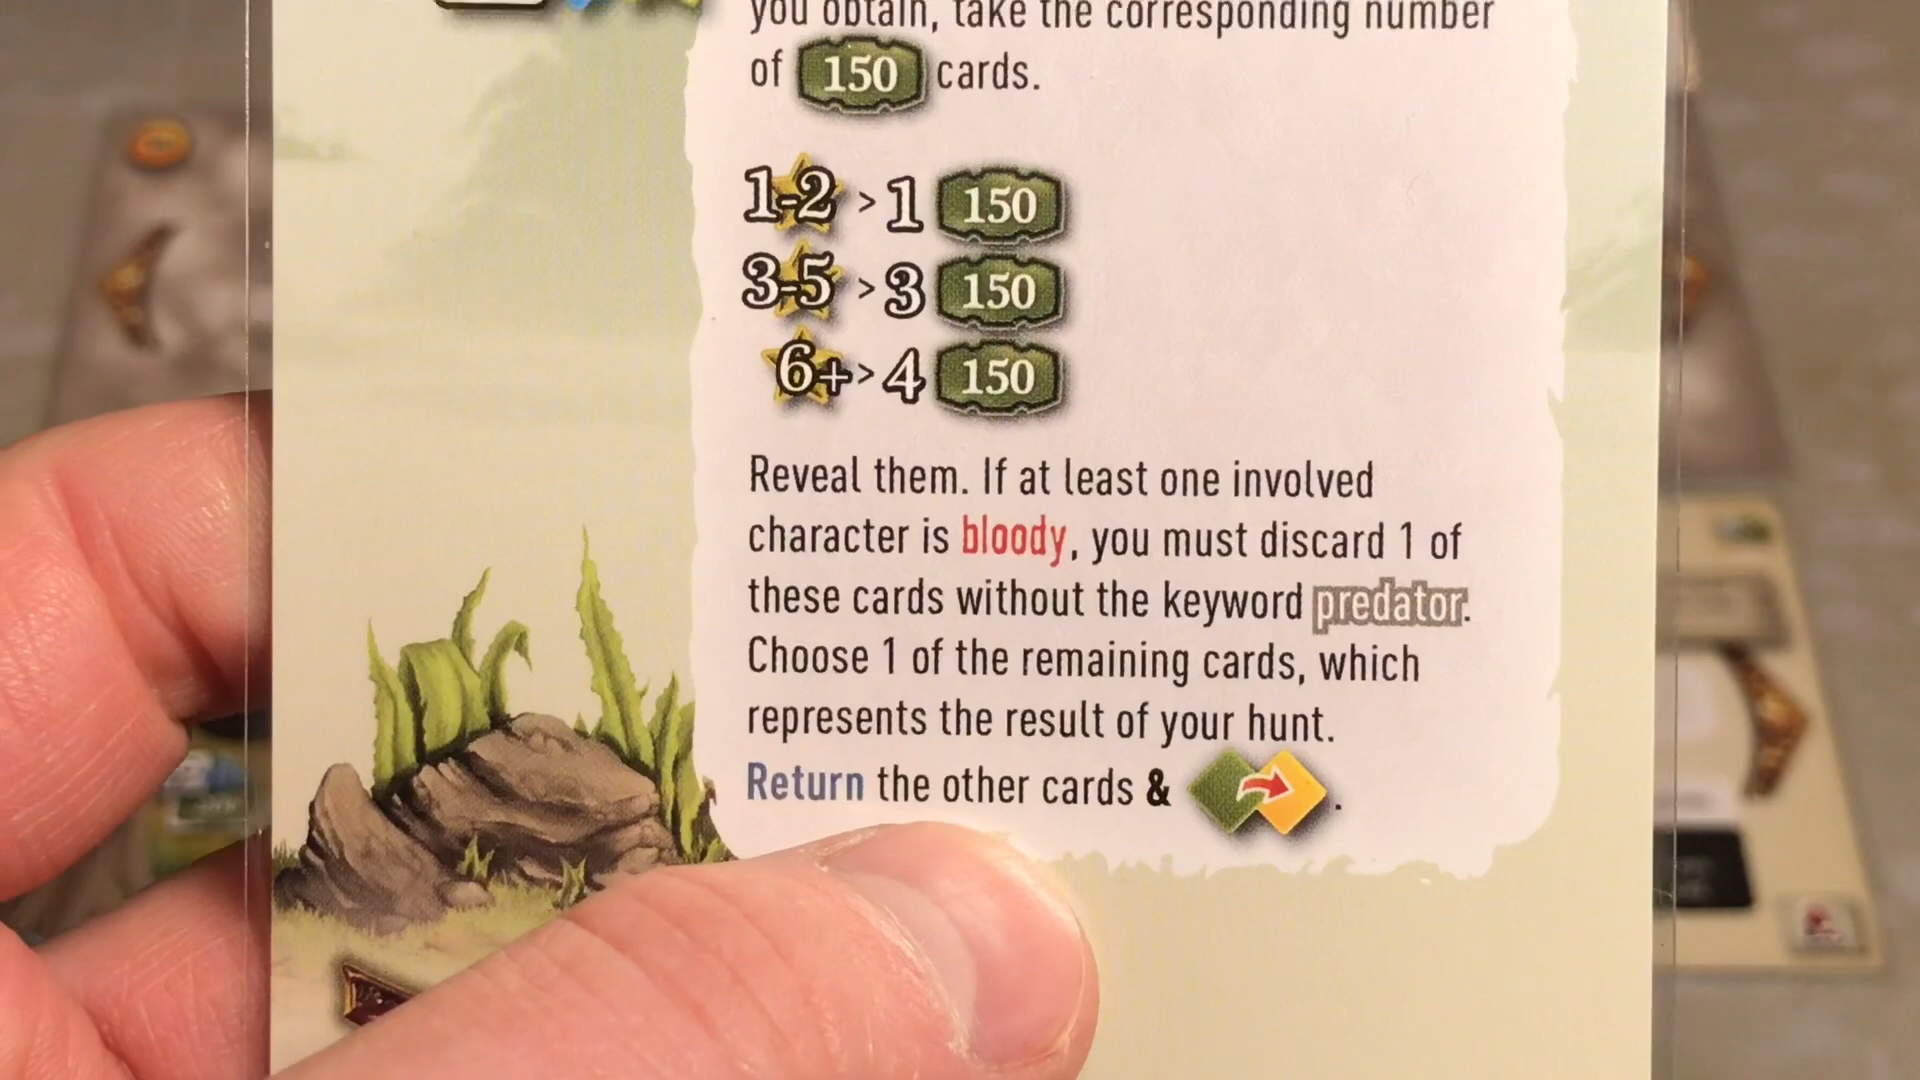 you obtain, take the corresponding number
of 150 cards.
1-2 > 1 150
3-5 > 3 150
6+ > 4 150
Reveal them. If at least one involved
character is bloody, you must discard 1 of
these cards without the keyword predator.
Choose 1 of the remaining cards, which
represents the result of your hunt.
Return the other cards & .